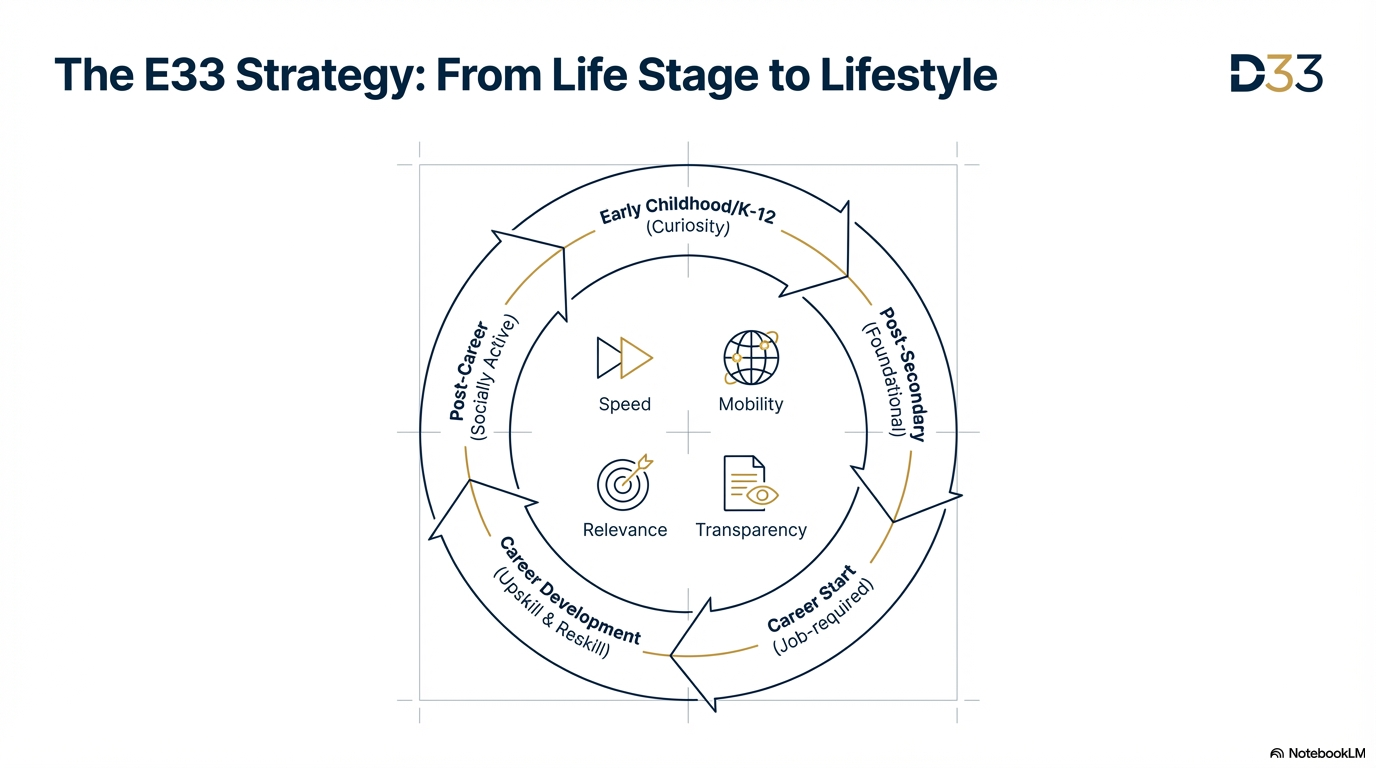 The E33 Strategy: From Life Stage to Lifestyle
D33
Early Childhood/K-12
(Curiosity)
Post-Secondary
(Foundational)
Career Start
(Job-required)
Career Development
(Upskill & Reskill)
Post-Career
(Socially Active)
Speed
Mobility
Relevance
Transparency
NotebookLM